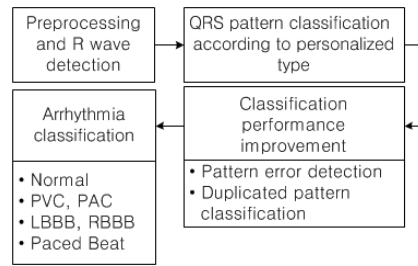 Preprocessing
and R wave
detection
QRS pattern classification
according to personalized
type
Classification
performance
improvement
• Pattern error detection
• Duplicated pattern
classification
Arrhythmia
classification
• Normal
• PVC, PAC
• LBBB, RBBB
• Paced Beat